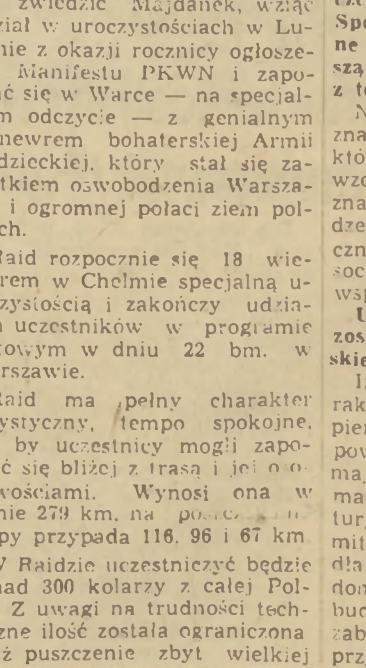 zwiedzić Majdanek, wziąć
ział w uroczystościach w Lu-
nie z okazji rocznicy ogłosze-
Manifestu PKWN i zapo-
ć się w Warce — na specjal-
m odczycie — z genialnym
newrem bohaterskiej Armii
dzieckiej, który stał się za-
tkiem oswobodzenia Warsza-
i ogromnej połaci ziem pol-
ch.
Raid rozpocznie się 18 wie-
rem w Chełmie specjalną u-
zystością i zakończy udzia-
m uczestników w programie
towym w dniu 22 bm. w
rszawie.
Raid ma pełny charakter
ystyczny, tempo spokojne,
by uczestnicy mogli zapo-
ć się bliżej z trasą i jej
wościami. Wynosi ona w
nie 279 km, na
py przypada 116, 96 i 67 km
W Raidzie uczestniczyć będzie
nad 300 kolarzy z całej Pol-
Z uwagi na trudności tech-
zne ilość została ograniczona
ż puszczenie zbyt wielkiej
Spo
ne
szą
z t
N
zna
któ
wzo
zna
dze
czn
soc
wsp
U
zos
skie
I
rak
pier
pow
maj
ma
tur
mit
dla
don
bud
zab
prz